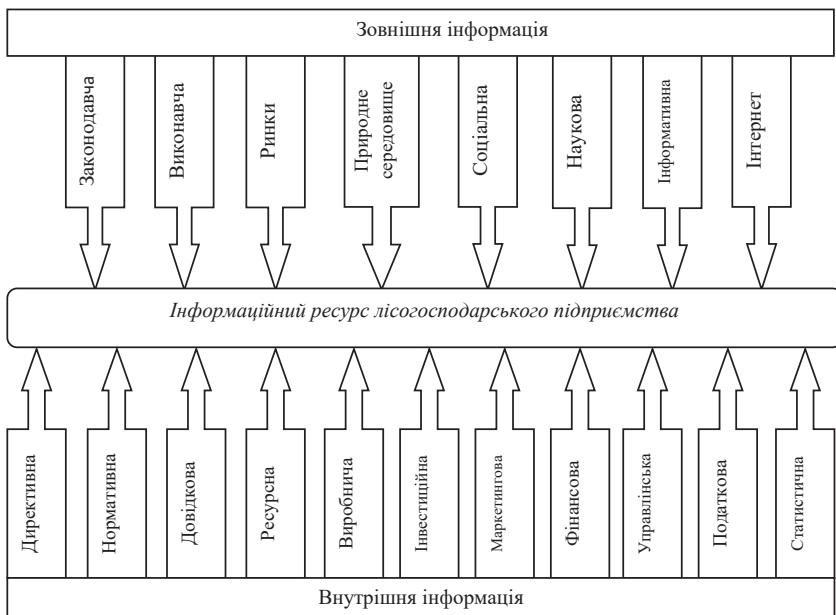 Зовнішня інформація
Законодавча
Виконавча
Ринки
Природне
середовище
Соціальна
Наукова
Інформативна
Інтернет
Інформаційний ресурс лісогосподарського підприємства
Директивна
Нормативна
Довідкова
Ресурсна
Виробнича
Інвестиційна
Маркетингова
Фінансова
Управлінська
Податкова
Статистична
Внутрішня інформація